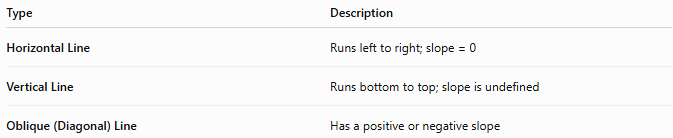 Type Description
Horizontal Line Runs left to right; slope = 0
Vertical Line Runs bottom to top; slope is undefined
Oblique (Diagonal) Line Has a positive or negative slope